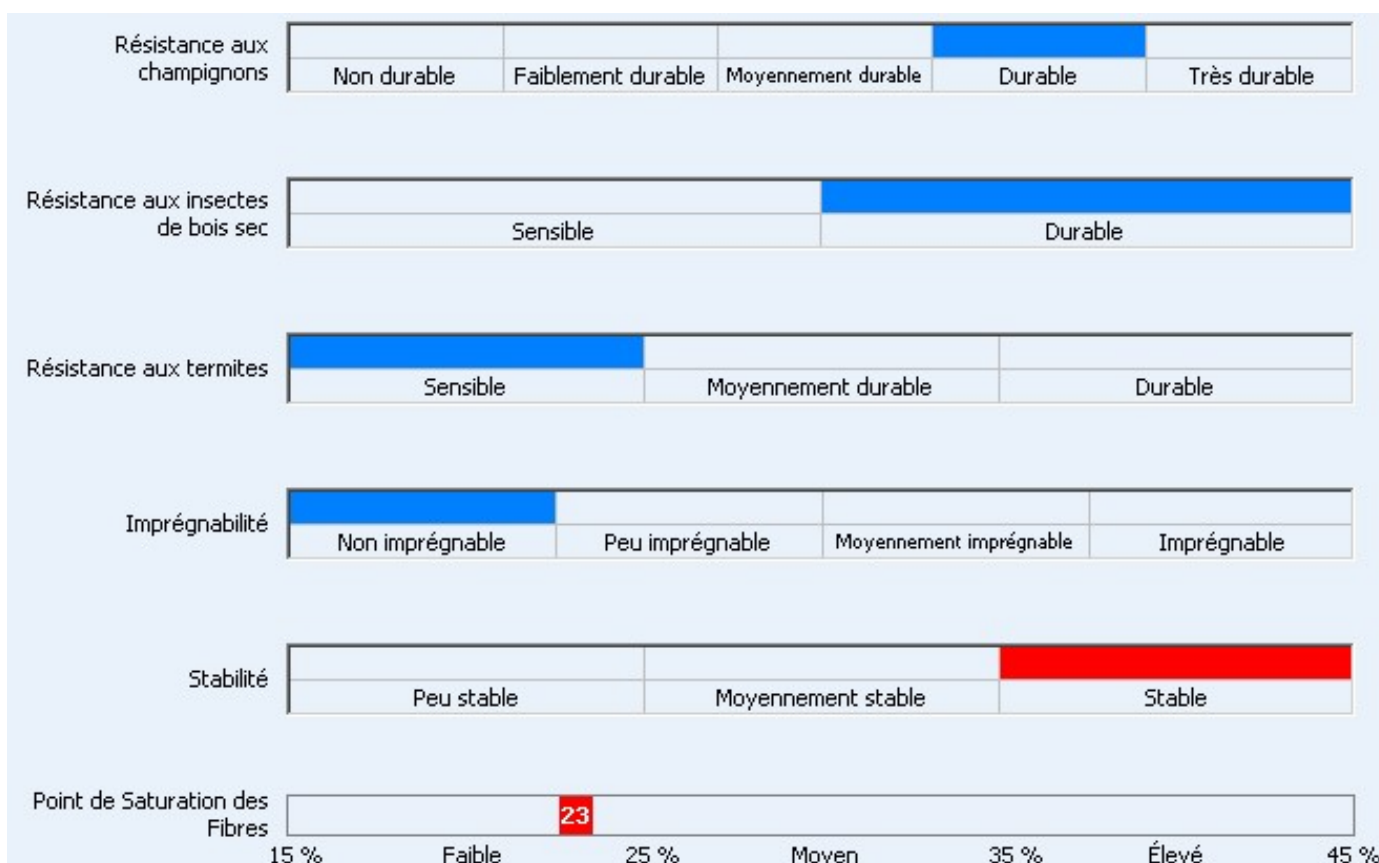 Résistance aux
champignons
Non durable Faiblement durable Moyennement durable Durable Très durable
Résistance aux insectes
de bois sec
Sensible Durable
Résistance aux termites
Sensible Moyennement durable Durable
Imprégnabilité
Non imprégnable Peu imprégnable Moyennement imprégnable Imprégnable
Stabilité
Peu stable Moyennement stable Stable
Point de Saturation des
Fibres
23
15 % Faible 25 % Moyen 35 % Élevé 45 %